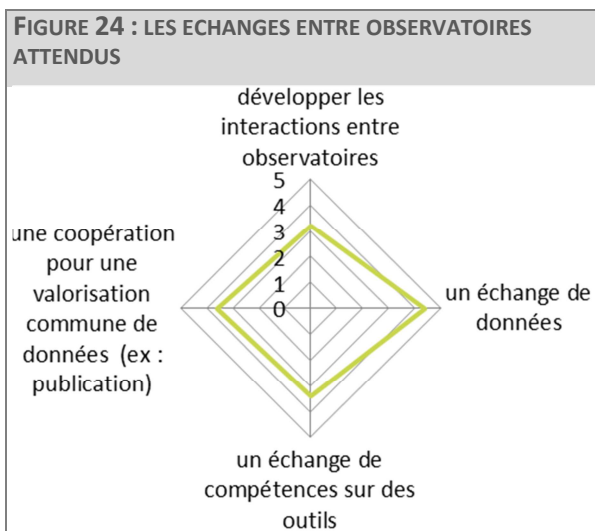 FIGURE 24 : LES ECHANGES ENTRE OBSERVATOIRES
ATTENDUS
développer les
interactions entre
observatoires
5
4
3
2
1
0
une coopération
pour une
valorisation
commune de
données (ex :
publication)
un échange de
données
un échange de
compétences sur des
outils